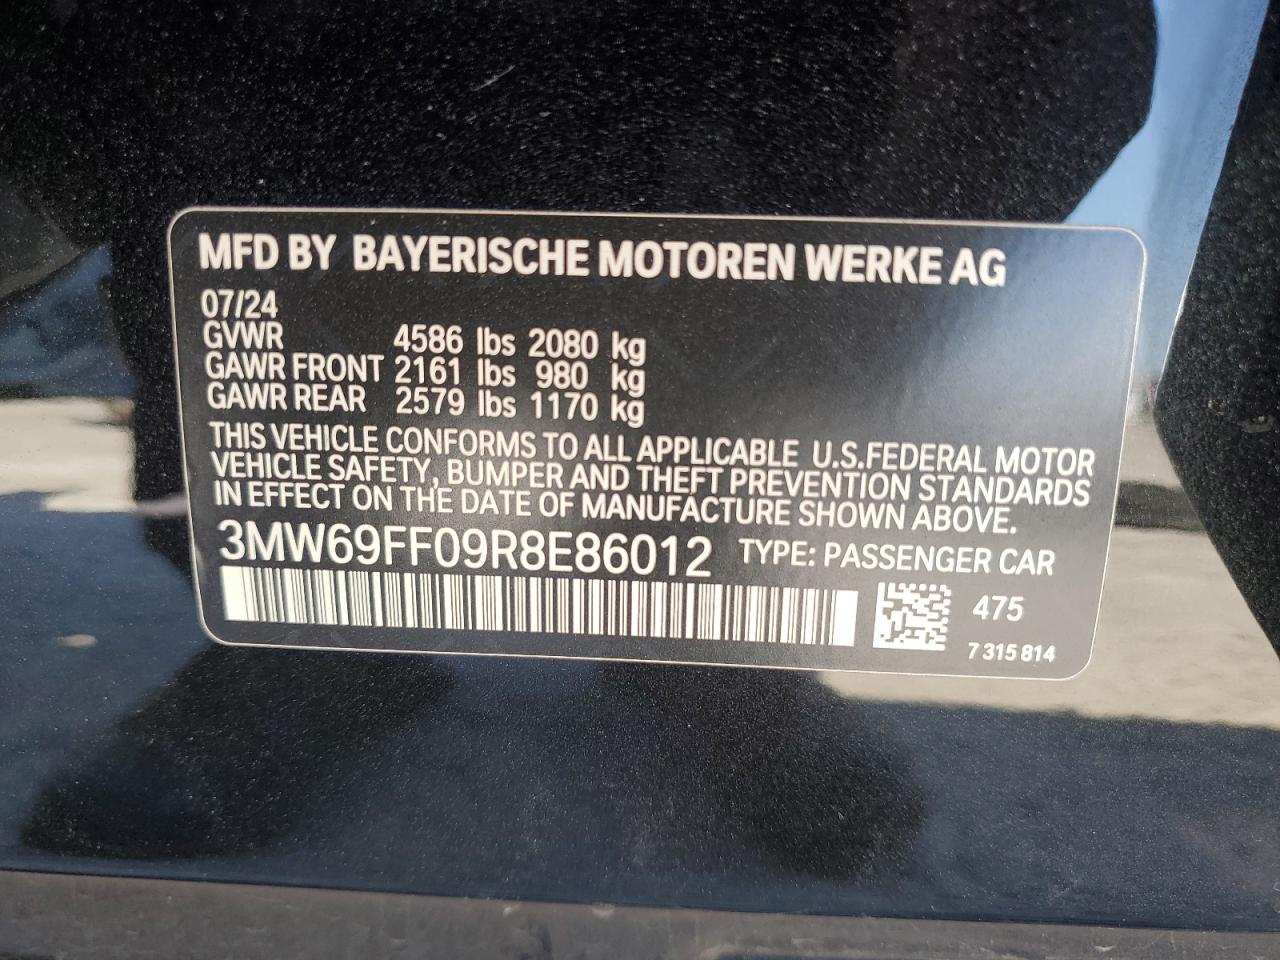 MFD BY BAYERISCHE MOTOREN WERKE AG
07/24
GVWR 4586 lbs 2080 kg
GAWR FRONT 2161 lbs 980 kg
GAWR REAR 2579 lbs 1170 kg
THIS VEHICLE CONFORMS TO ALL APPLICABLE U.S.FEDERAL MOTOR
VEHICLE SAFETY, BUMPER AND THEFT PREVENTION STANDARDS
IN EFFECT ON THE DATE OF MANUFACTURE SHOWN ABOVE.
3MW69FF09R8E86012 TYPE: PASSENGER CAR
475
7 315 814